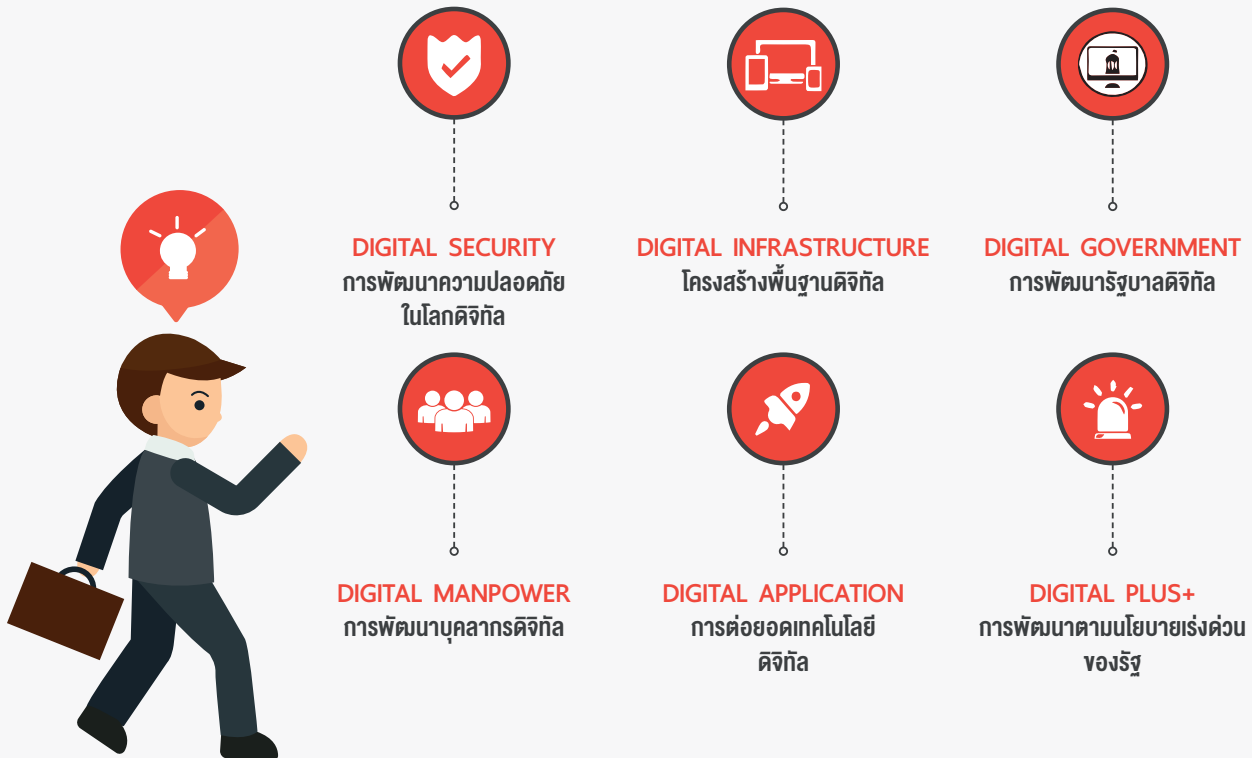 DIGITAL SECURITY
การพัฒนาความปลอดภัย
ในโลกดิจิทัล
DIGITAL INFRASTRUCTURE
โครงสร้างพื้นฐานดิจิทัล
DIGITAL GOVERNMENT
การพัฒนารัฐบาลดิจิทัล
DIGITAL MANPOWER
การพัฒนาบุคลากรดิจิทัล
DIGITAL APPLICATION
การต่อยอดเทคโนโลยี
ดิจิทัล
DIGITAL PLUS+
การพัฒนาตามนโยบายเร่งด่วน
ของรัฐ